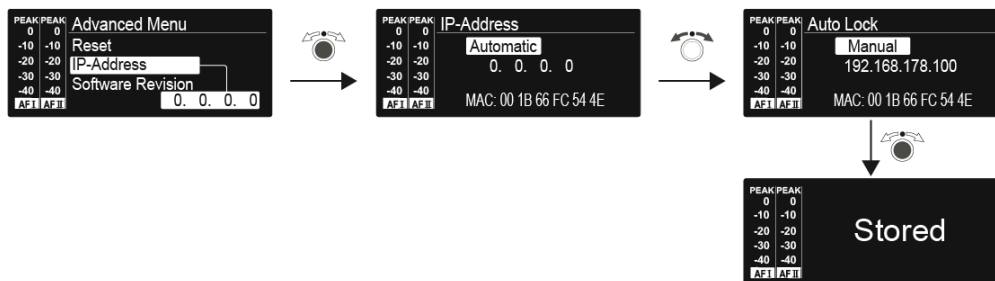 PEAK PEAK Advanced Menu
0 0
-10 -10 Reset
-20 -20 IP-Address
-30 -30 Software Revision
-40 -40 0. 0. 0. 0
AF I AF II
PEAK PEAK IP-Address
0 0
-10 -10 Automatic
-20 -20 0. 0. 0. 0
-30 -30
-40 -40 MAC: 00 1B 66 FC 54 4E
AF I AF II
PEAK PEAK Auto Lock
0 0
-10 -10 Manual
-20 -20 192.168.178.100
-30 -30
-40 -40 MAC: 00 1B 66 FC 54 4E
AF I AF II
PEAK PEAK
0 0
-10 -10
-20 -20 Stored
-30 -30
-40 -40
AF I AF II